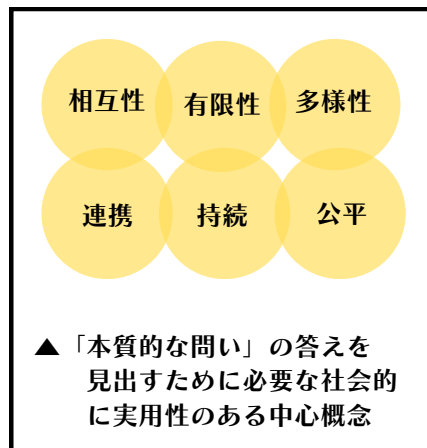 相互性 有限性 多様性
連携 持続 公平
▲「本質的な問い」の答えを
見出すために必要な社会的
に実用性のある中心概念